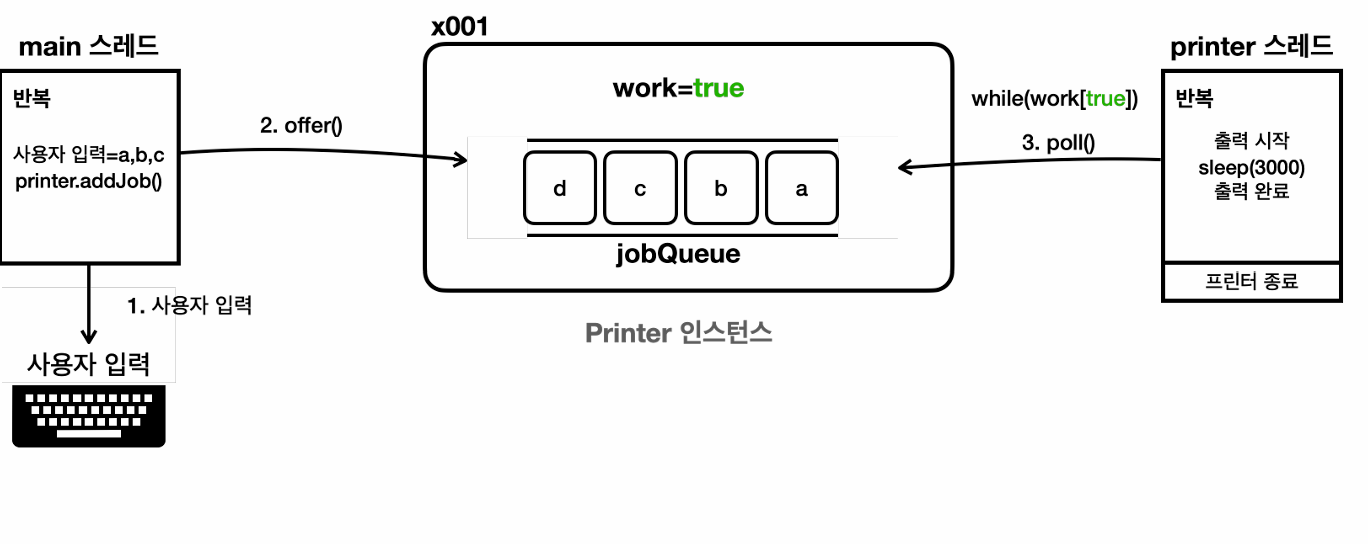 main 스레드
반복
사용자 입력=a,b,c
printer.addJob()
1. 사용자 입력
사용자 입력
2. offer()
x001
work=true
d c b a
jobQueue
Printer 인스턴스
while(work[true])
3. poll()
printer 스레드
반복
출력 시작
sleep(3000)
출력 완료
프린터 종료